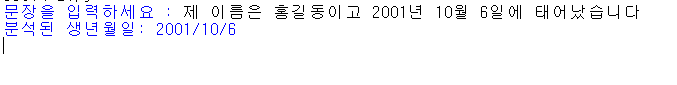 문장을 입력하세요 : 제 이름은 홍길동이고 2001년 10월 6일에 태어났습니다
분석된 생년월일: 2001/10/6